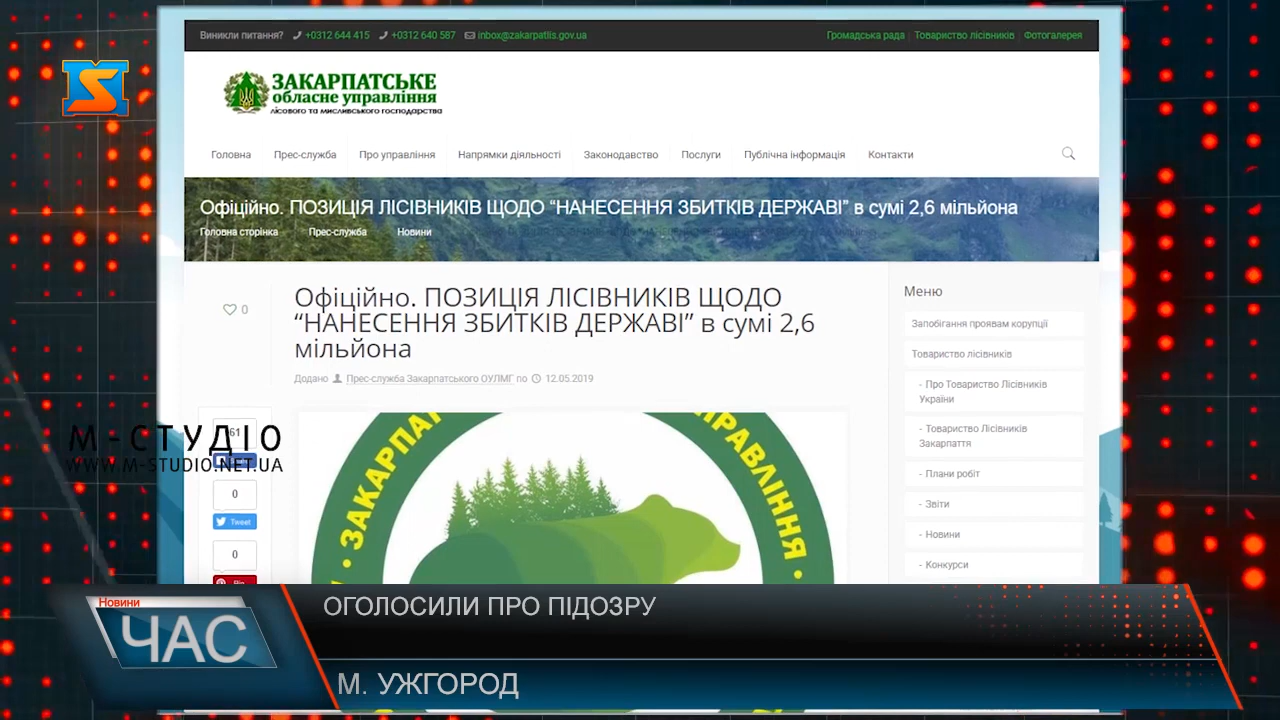 Виникли питання? +0312 644 415 +0312 640 587 inbox@zakarpatlis.gov.ua
Громадська рада Товариство лісівників Фотогалерея
ЗАКАРПАТСЬКЕ
обласне управління
лісового та мисливського господарства
Головна Прес-служба Про управління Напрямки діяльності Законодавство Послуги Публічна інформація Контакти
Офіційно. ПОЗИЦІЯ ЛІСІВНИКІВ ЩОДО “НАНЕСЕННЯ ЗБИТКІВ ДЕРЖАВІ” в сумі 2,6 мільйона
Головна сторінка Прес-служба Новини
0
Офіційно. ПОЗИЦІЯ ЛІСІВНИКІВ ЩОДО
“НАНЕСЕННЯ ЗБИТКІВ ДЕРЖАВІ” в сумі 2,6
мільйона
Додано Прес-служба Закарпатського ОУЛМГ по 12.05.2019
Меню
Запобігання проявам корупції
Товариство лісівників
- Про Товариство Лісівників
України
- Товариство Лісівників
Закарпаття
- Плани робіт
- Звіти
- Новини
- Конкурси
М-СТУДІО
WWW.M-STUDIO.NET.UA
0
Tweet
0
Pin
Новини
ЧАС
ОГОЛОСИЛИ ПРО ПІДОЗРУ
М. УЖГОРОД